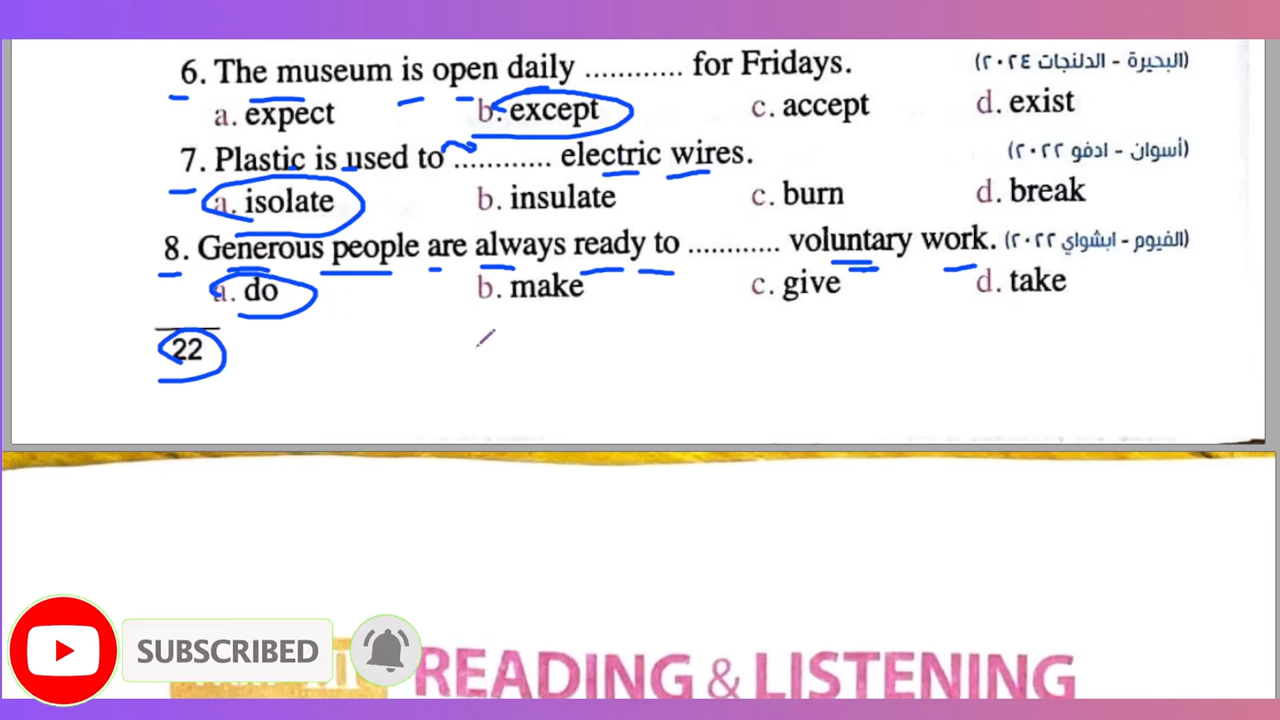 6. The museum is open daily ............ for Fridays. (البحيرة - الدلنجات ٢٠٢٤)
a. expect b. except c. accept d. exist
7. Plastic is used to ............ electric wires. (أسوان - ادفو ٢٠٢٢)
a. isolate b. insulate c. burn d. break
8. Generous people are always ready to ............ voluntary work. (الفيوم - ابشواي ٢٠٢٢)
a. do b. make c. give d. take
22
SUBSCRIBED
READING & LISTENING